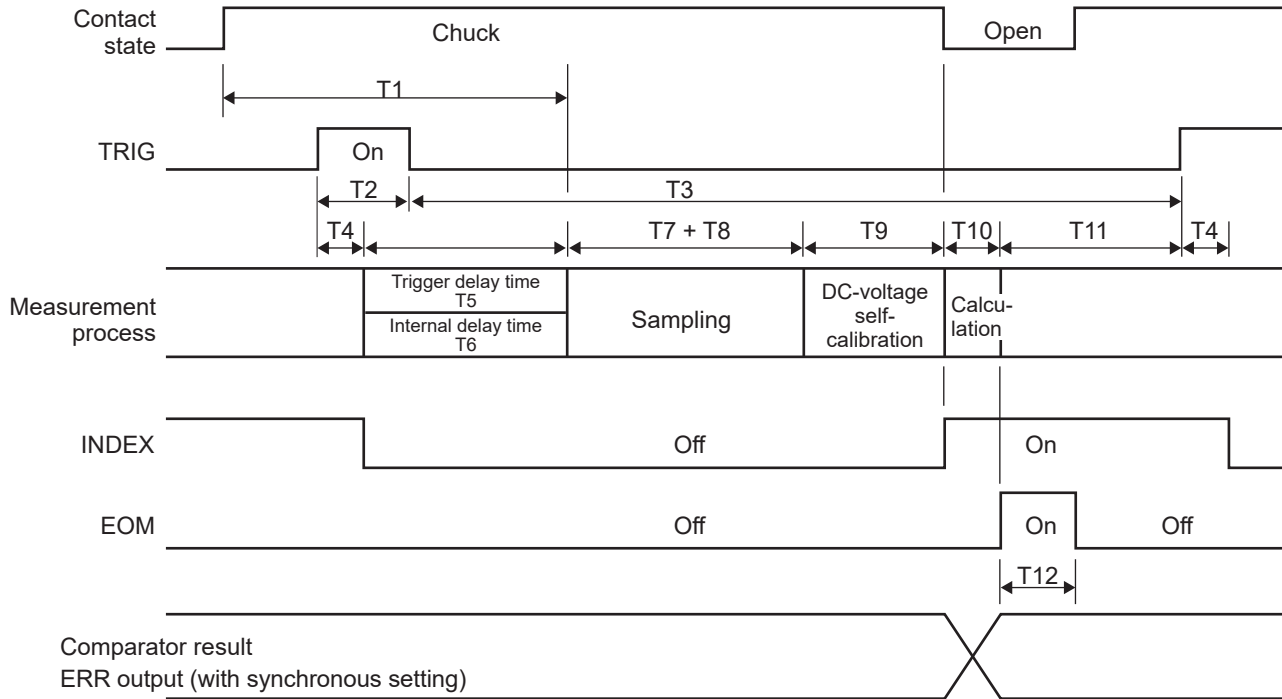 Contact
state
Chuck
Open
T1
TRIG
On
T2
T3
T4
T7 + T8
T9
T10
T11
T4
Measurement
process
Trigger delay time
T5
Internal delay time
T6
Sampling
DC-voltage
self-
calibration
Calcu-
lation
INDEX
Off
On
EOM
Off
On
Off
T12
Comparator result
ERR output (with synchronous setting)